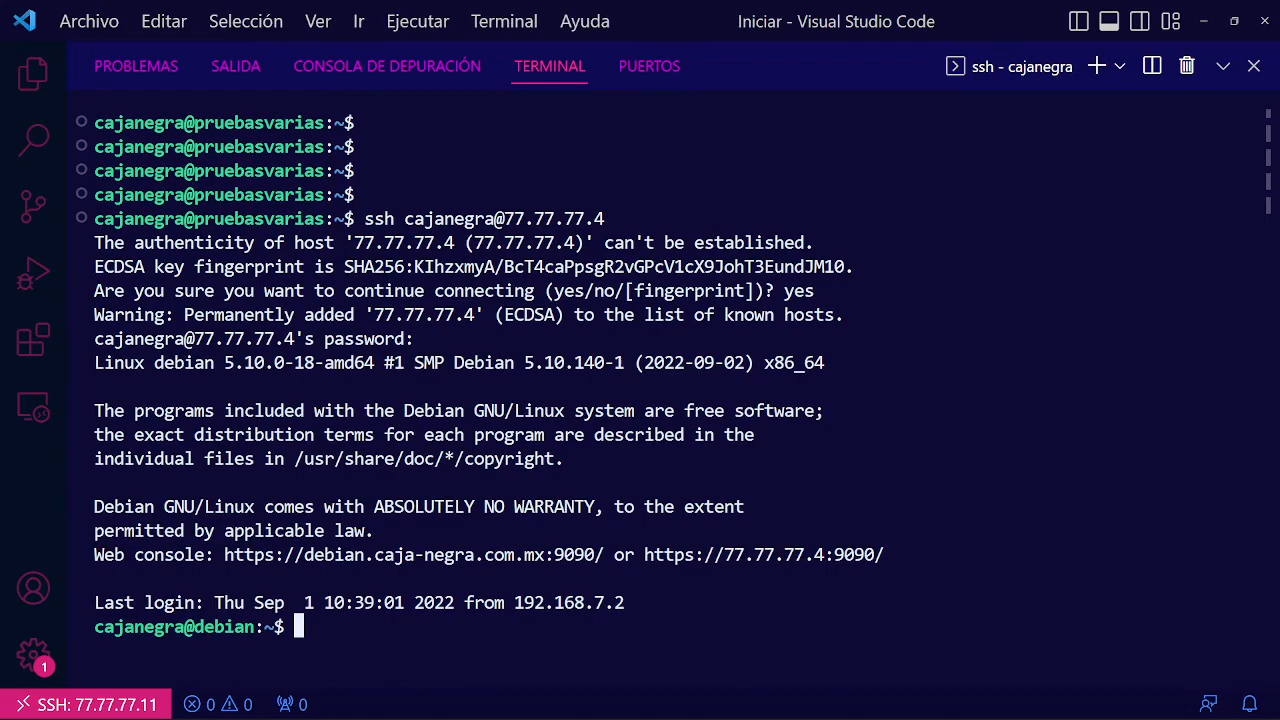 Archivo Editar Selección Ver Ir Ejecutar Terminal Ayuda Iniciar - Visual Studio Code
PROBLEMAS SALIDA CONSOLA DE DEPURACIÓN TERMINAL PUERTOS ssh - cajanegra
cajanegra@pruebasvarias:~$
cajanegra@pruebasvarias:~$
cajanegra@pruebasvarias:~$
cajanegra@pruebasvarias:~$
cajanegra@pruebasvarias:~$ ssh cajanegra@77.77.77.4
The authenticity of host '77.77.77.4 (77.77.77.4)' can't be established.
ECDSA key fingerprint is SHA256:KIhzxmyA/BcT4caPpsgR2vGPcV1cX9JohT3EundJM10.
Are you sure you want to continue connecting (yes/no/[fingerprint])? yes
Warning: Permanently added '77.77.77.4' (ECDSA) to the list of known hosts.
cajanegra@77.77.77.4's password:
Linux debian 5.10.0-18-amd64 #1 SMP Debian 5.10.140-1 (2022-09-02) x86_64
The programs included with the Debian GNU/Linux system are free software;
the exact distribution terms for each program are described in the
individual files in /usr/share/doc/*/copyright.
Debian GNU/Linux comes with ABSOLUTELY NO WARRANTY, to the extent
permitted by applicable law.
Web console: https://debian.caja-negra.com.mx:9090/ or https://77.77.77.4:9090/
Last login: Thu Sep  1 10:39:01 2022 from 192.168.7.2
cajanegra@debian:~$
1
SSH: 77.77.77.11 0 0 0